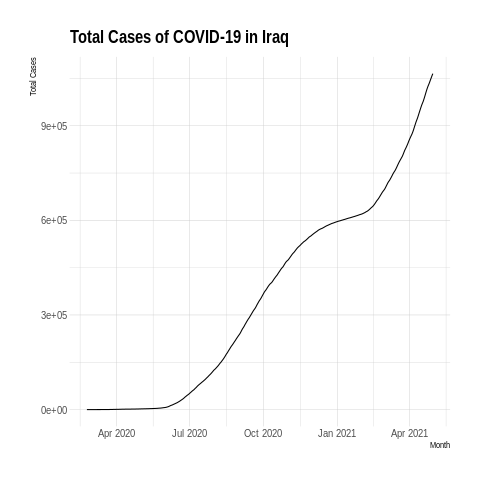 Total Cases of COVID-19 in Iraq
Total Cases
9e+05
6e+05
3e+05
0e+00
Apr 2020 Jul 2020 Oct 2020 Jan 2021 Apr 2021
Month